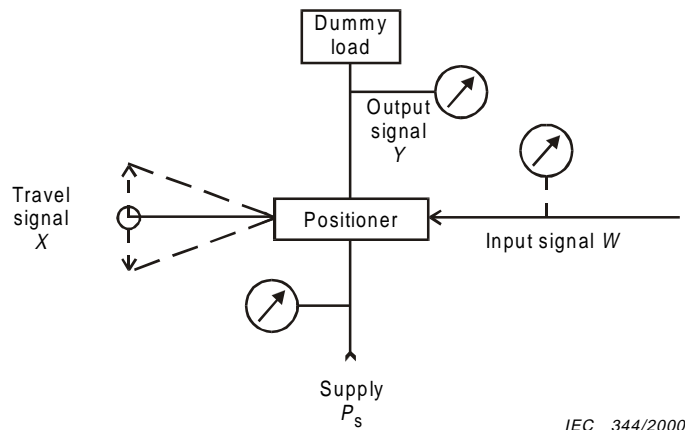 Dummy
load
Output
signal
Y
Travel
signal
X
Positioner
Input signal W
Supply
Ps
IEC 344/2000